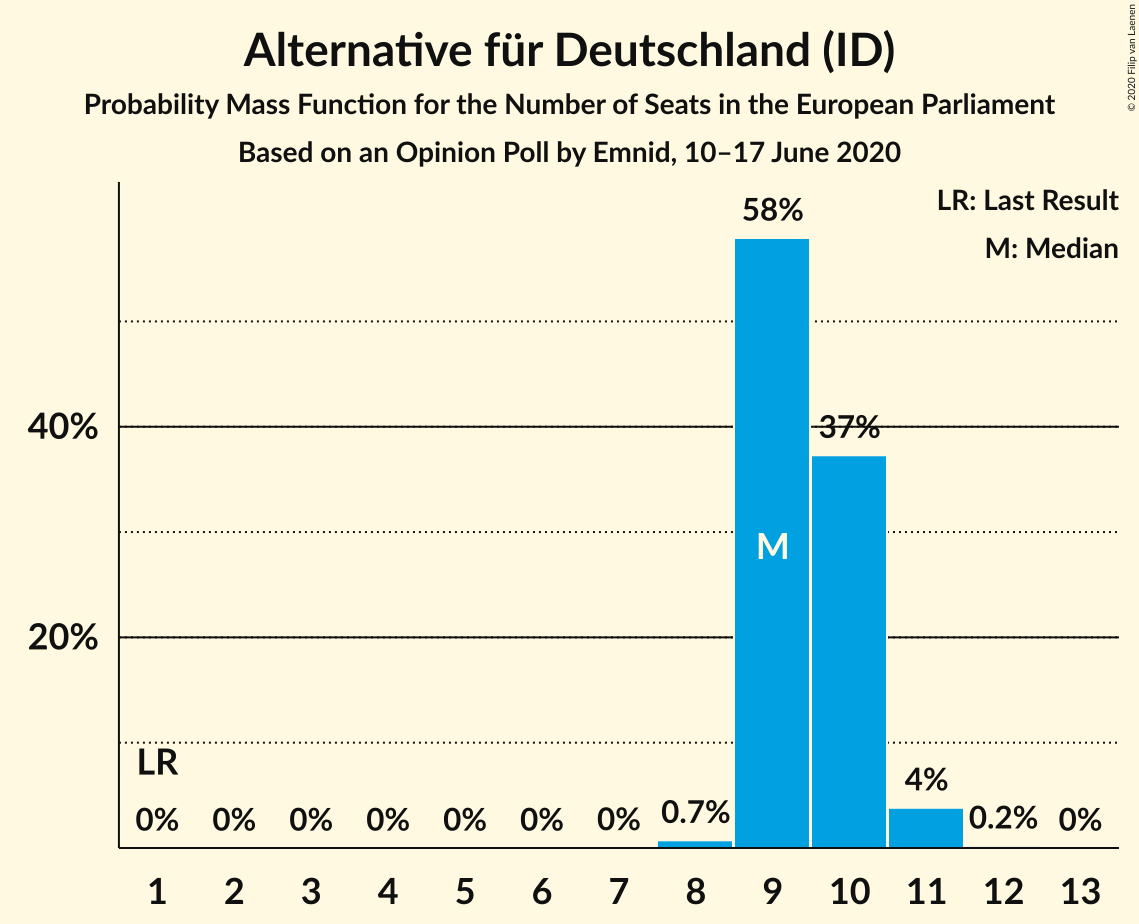 Alternative für Deutschland (ID)
Probability Mass Function for the Number of Seats in the European Parliament
Based on an Opinion Poll by Emnid, 10–17 June 2020
© 2020 Filip van Laenen
LR: Last Result
M: Median
58%
40%
37%
M
20%
LR
0% 0% 0% 0% 0% 0% 0% 0.7% 4% 0.2% 0%
1 2 3 4 5 6 7 8 9 10 11 12 13